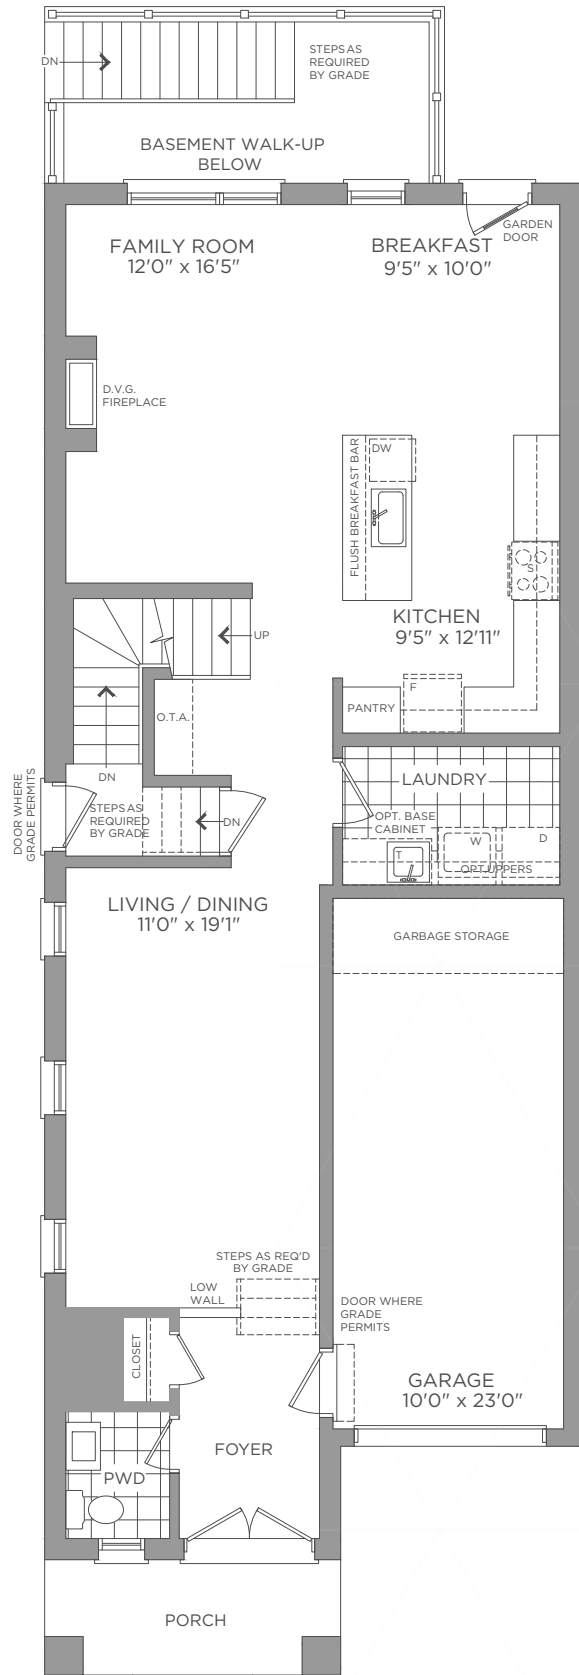 DN
STEPS AS
REQUIRED
BY GRADE
BASEMENT WALK-UP
BELOW
FAMILY ROOM
12'0" x 16'5"
BREAKFAST
9'5" x 10'0"
GARDEN
DOOR
D.V.G.
FIREPLACE
FLUSH BREAKFAST BAR
DW
S
KITCHEN
9'5" x 12'11"
UP
F
PANTRY
O.T.A.
DN
DOOR WHERE
GRADE PERMITS
STEPS AS
REQUIRED
BY GRADE
DN
LAUNDRY
OPT. BASE
CABINET
T
W
D
OPT.UPPERS
LIVING / DINING
11'0" x 19'1"
GARBAGE STORAGE
STEPS AS REQ'D
BY GRADE
LOW
WALL
DOOR WHERE
GRADE
PERMITS
CLOSET
GARAGE
10'0" x 23'0"
FOYER
PWD
PORCH